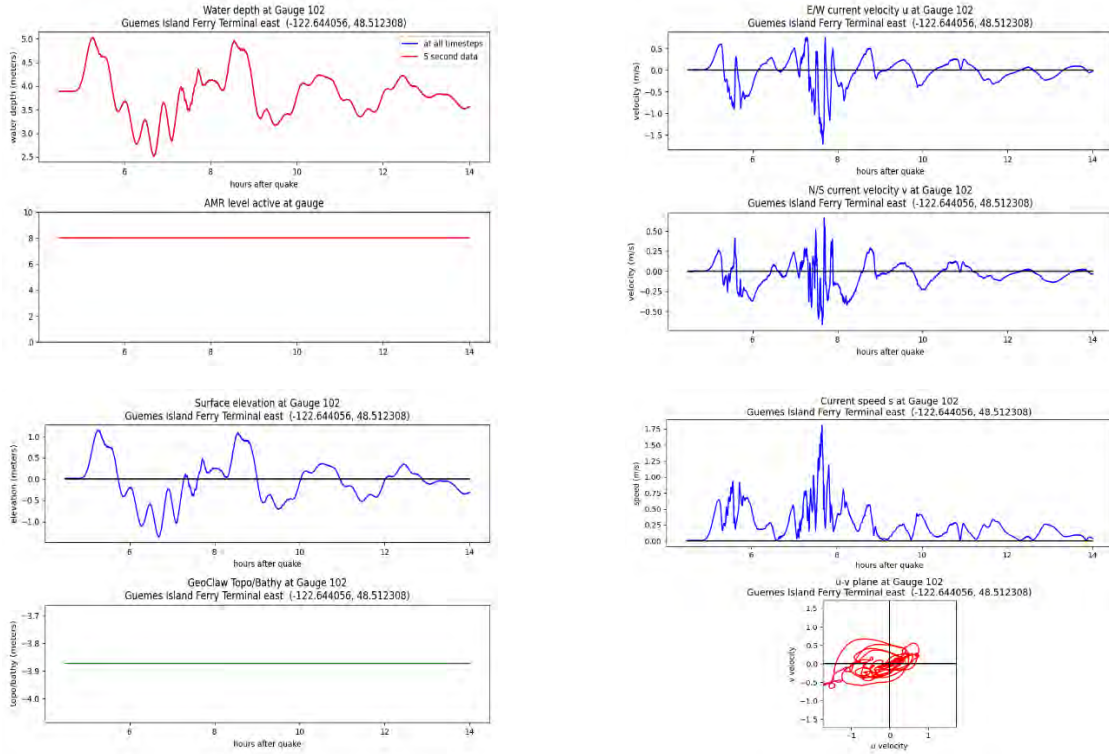 Water depth at Gauge 102
Guemes Island Ferry Terminal east (-122.644056, 48.512308)
5.0
4.5
4.0
3.5
3.0
2.5
water depth (meters)
at all timesteps
5 second data
6
8
10
12
14
hours after quake
AMR level active at gauge
10
8
6
4
2
0
6
8
10
12
14
hours after quake
Surface elevation at Gauge 102
Guemes Island Ferry Terminal east (-122.644056, 48.512308)
1.0
0.5
0.0
−0.5
−1.0
elevation (meters)
6
8
10
12
14
hours after quake
GeoClaw Topo/Bathy at Gauge 102
Guemes Island Ferry Terminal east (-122.644056, 48.512308)
−3.7
−3.8
−3.9
−4.0
topo/bathy (meters)
6
8
10
12
14
hours after quake
E/W current velocity u at Gauge 102
Guemes Island Ferry Terminal east (-122.644056, 48.512308)
0.5
0.0
−0.5
−1.0
−1.5
velocity (m/s)
6
8
10
12
14
hours after quake
N/S current velocity v at Gauge 102
Guemes Island Ferry Terminal east (-122.644056, 48.512308)
0.50
0.25
0.00
−0.25
−0.50
velocity (m/s)
6
8
10
12
14
hours after quake
Current speed s at Gauge 102
Guemes Island Ferry Terminal east (-122.644056, 48.512308)
1.75
1.50
1.25
1.00
0.75
0.50
0.25
0.00
speed (m/s)
6
8
10
12
14
hours after quake
u-v plane at Gauge 102
Guemes Island Ferry Terminal east (-122.644056, 48.512308)
1.5
1.0
0.5
0.0
−0.5
−1.0
−1.5
v velocity
−1
0
1
u velocity